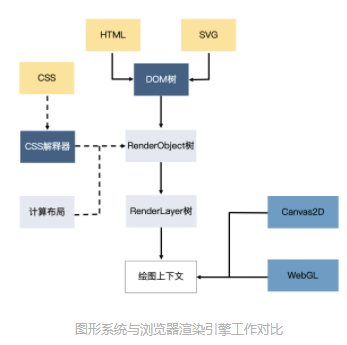 HTML
SVG
CSS
DOM树
CSS解释器
RenderObject树
计算布局
RenderLayer树
Canvas2D
绘图上下文
WebGL
图形系统与浏览器渲染引擎工作对比